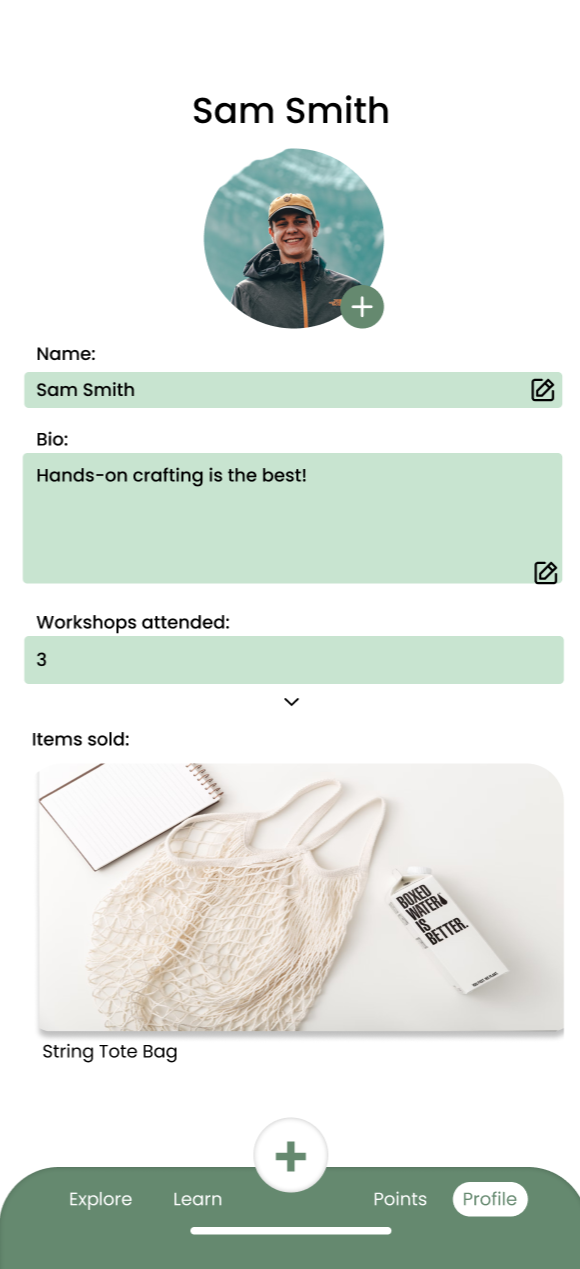 Sam Smith
Name:
Sam Smith
Bio:
Hands-on crafting is the best!
Workshops attended:
3
Items sold:
BOXED
WATER
IS
BETTER.
String Tote Bag
Explore
Learn
Points
Profile